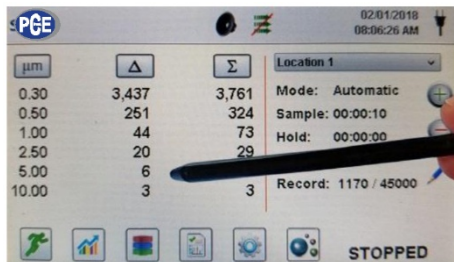 PCE
02/01/2018
08:06:26 AM
µm Δ Σ
Location 1
0.30 3,437 3,761
Mode: Automatic
0.50 251 324
Sample: 00:00:10
1.00 44 73
Hold: 00:00:00
2.50 20 29
5.00 6
10.00 3 3
Record: 1170 / 45000
STOPPED